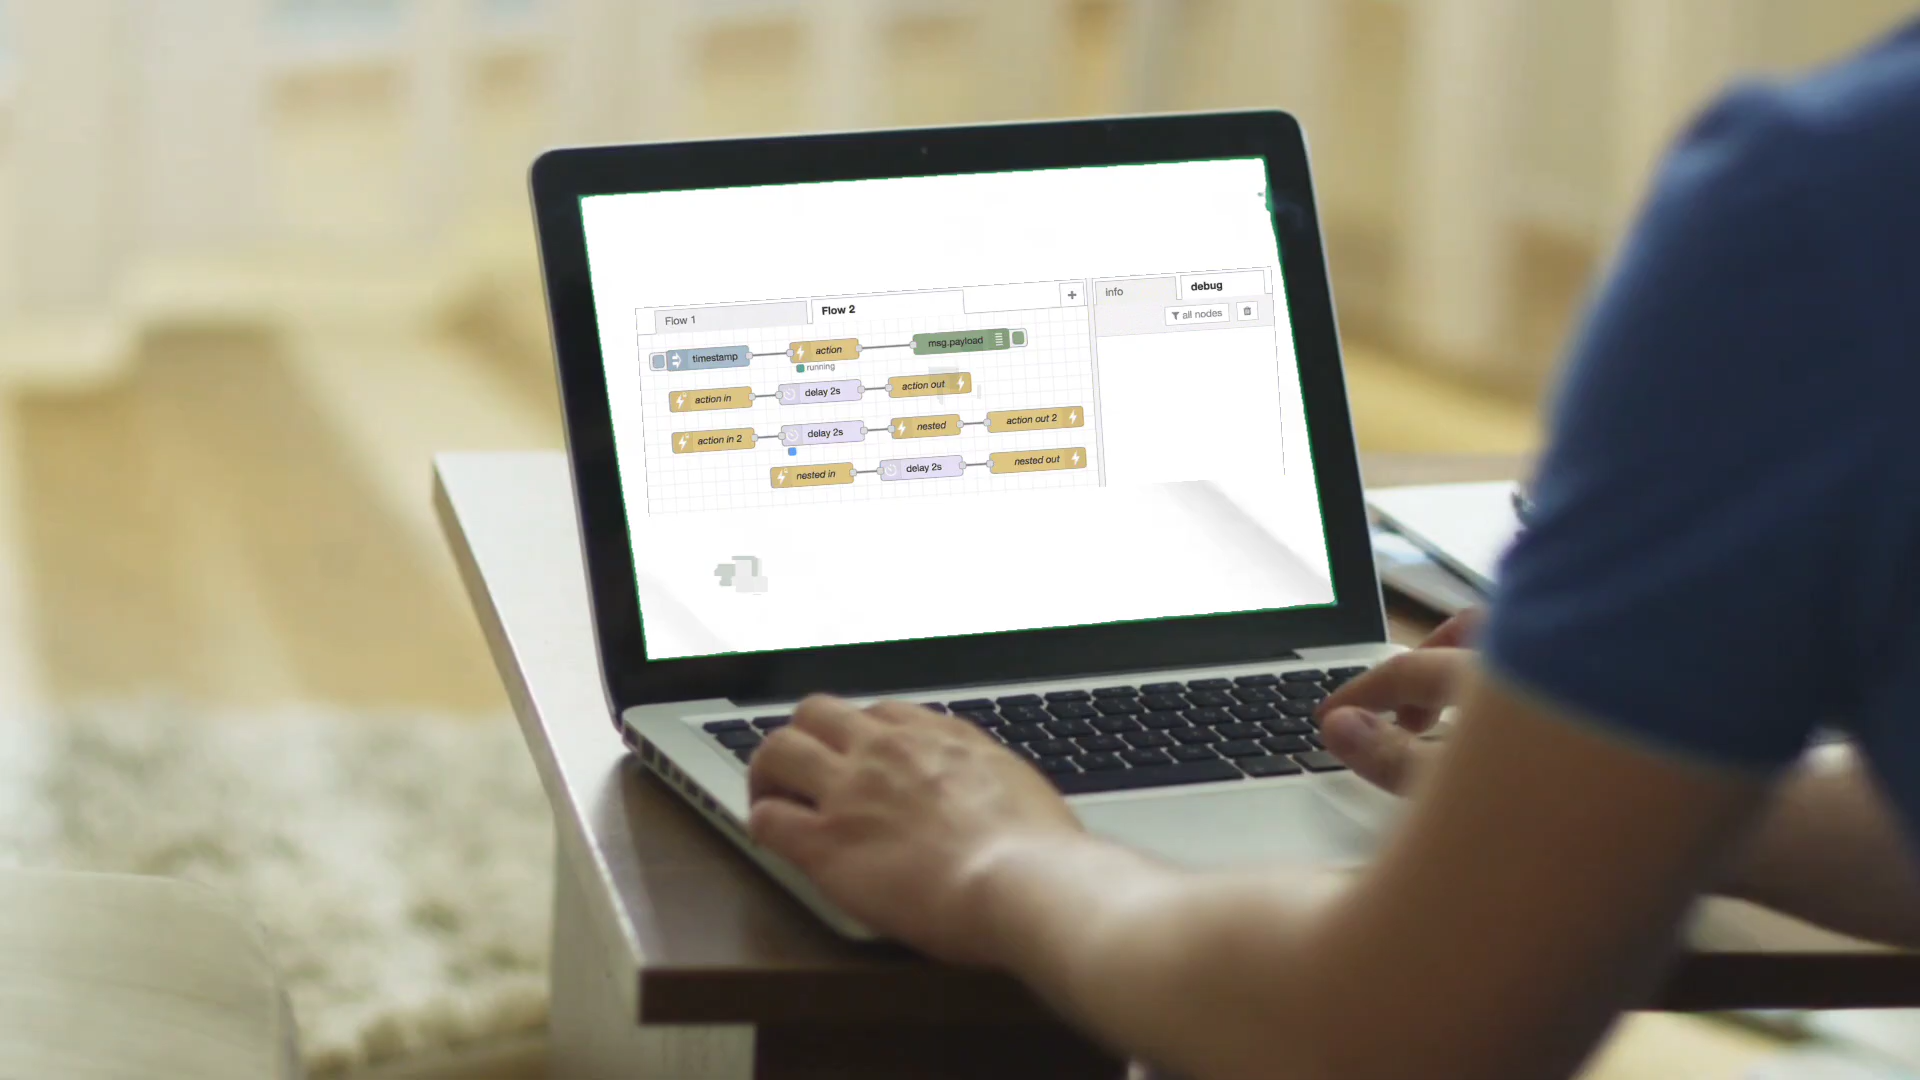 Flow 1
Flow 2
+
info
debug
all nodes
timestamp
action
msg.payload
running
action in
delay 2s
action out
action in 2
delay 2s
nested
action out 2
nested in
delay 2s
nested out